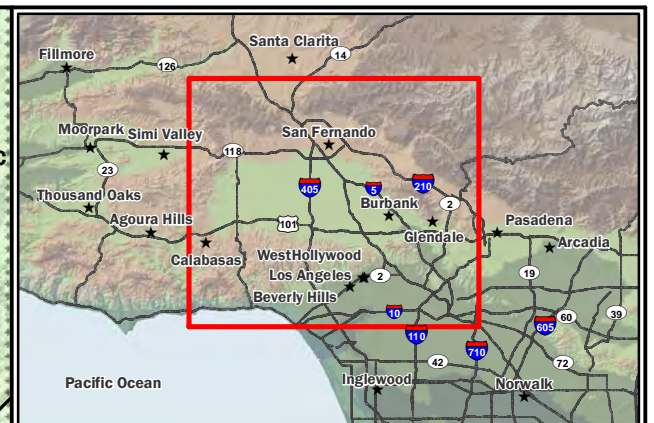 Santa Clarita
14
Fillmore
126
Moorpark
Simi Valley
San Fernando
118
23
405
5
210
2
Thousand Oaks
Burbank
Agoura Hills
101
Glendale
Pasadena
Arcadia
Calabasas
WestHollywood
Los Angeles
2
19
Beverly Hills
10
60
39
605
110
710
42
72
Pacific Ocean
Inglewood
Norwalk